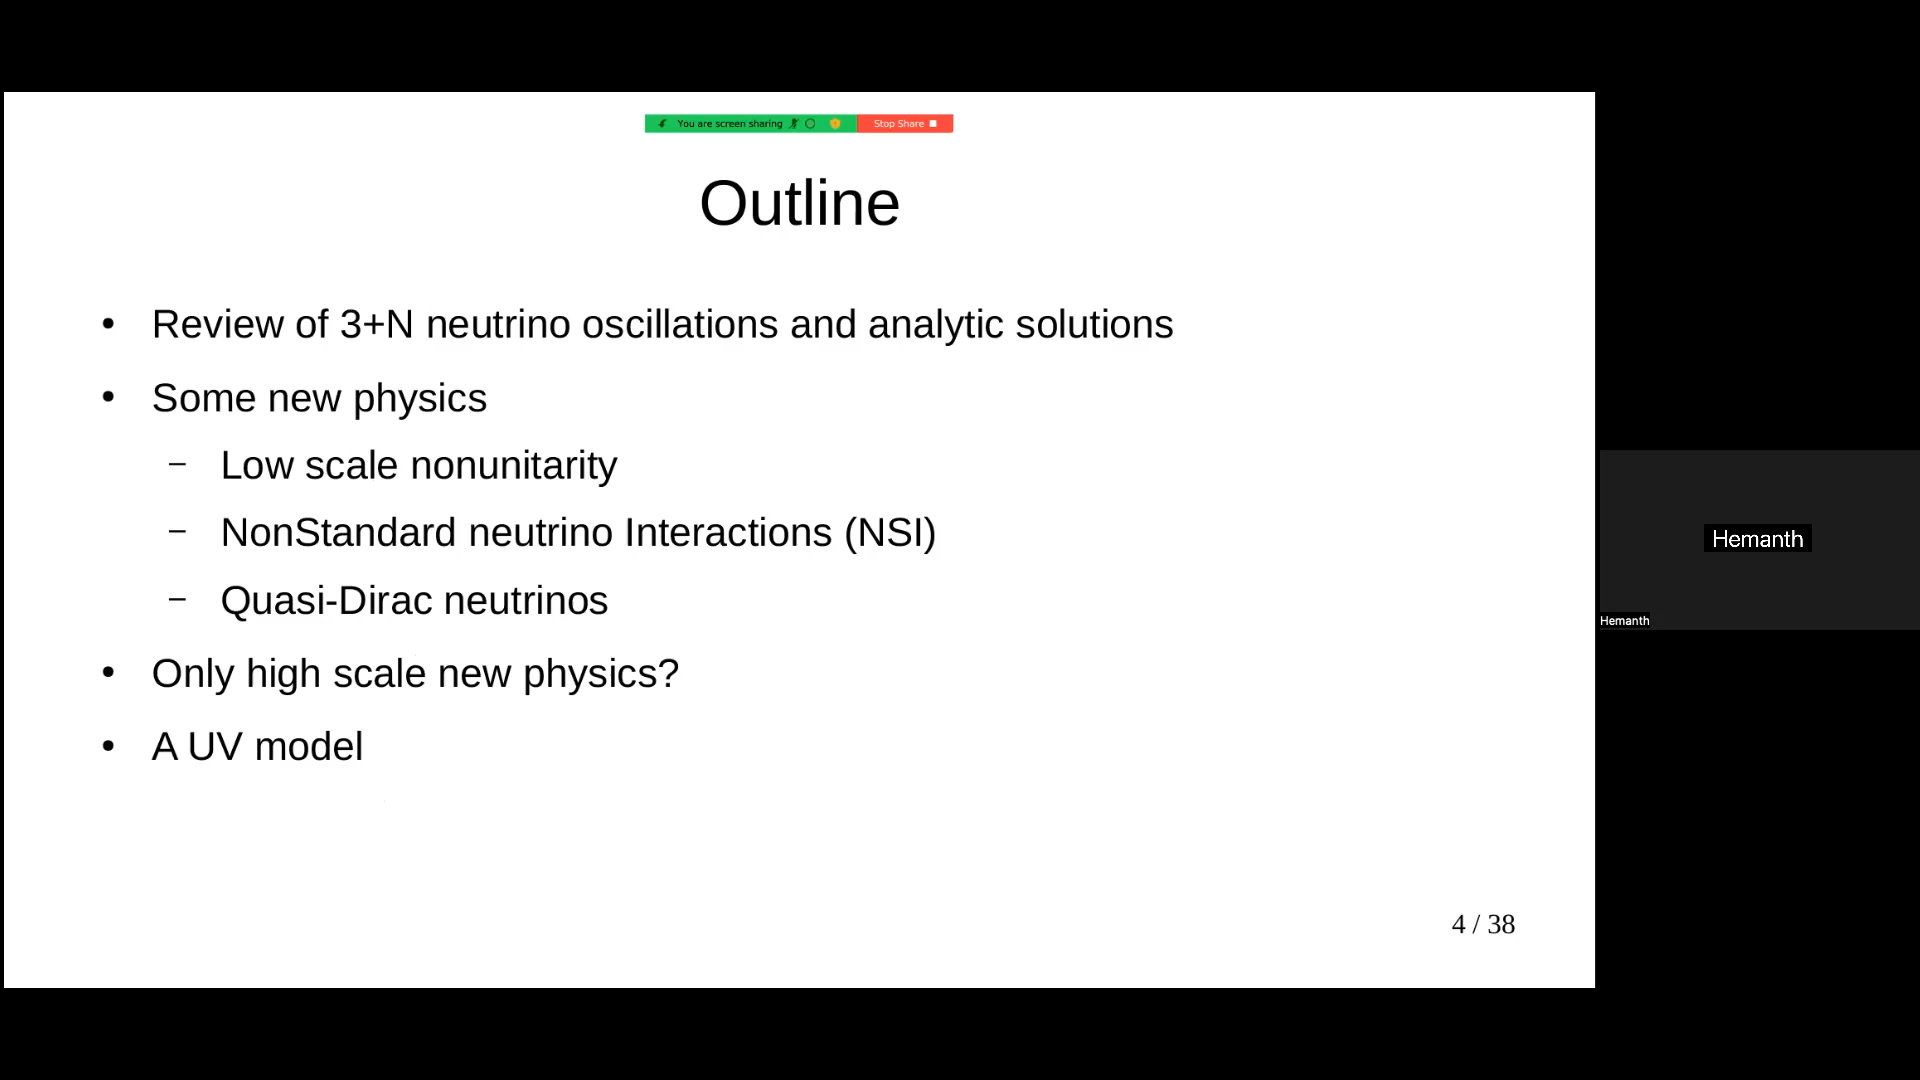 You are screen sharing
Stop Share
Outline
• Review of 3+N neutrino oscillations and analytic solutions
• Some new physics
– Low scale nonunitarity
– NonStandard neutrino Interactions (NSI)
– Quasi-Dirac neutrinos
• Only high scale new physics?
• A UV model
4 / 38
Hemanth
Hemanth